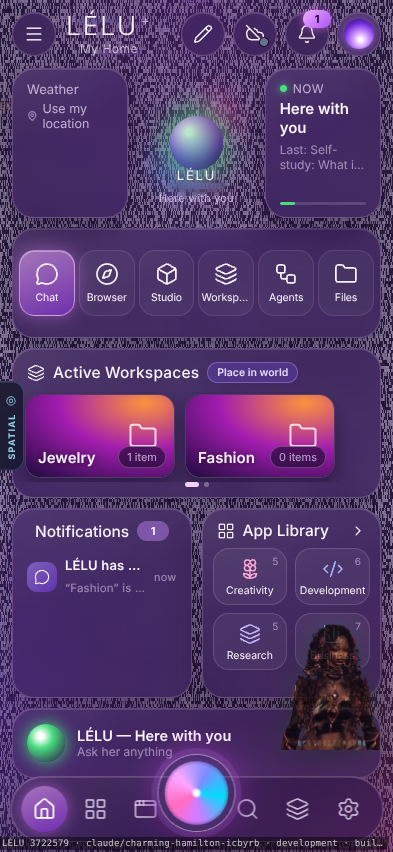 LÉLU +
My Home
1
Weather
Use my
location
LÉLU
Here with you
NOW
Here with
you
Last: Self-
study: What i...
Chat
Browser
Studio
Worksp...
Agents
Files
SPATIAL
Active Workspaces
Place in world
Jewelry
1 item
Fashion
0 items
Notifications
1
LÉLU has ...
now
“Fashion” is ...
App Library
5
Creativity
6
Development
5
Research
7
LÉLU — Here with you
Ask her anything
LÉLU 3722579 · claude/charming-hamilton-icbyrb · development · buil…